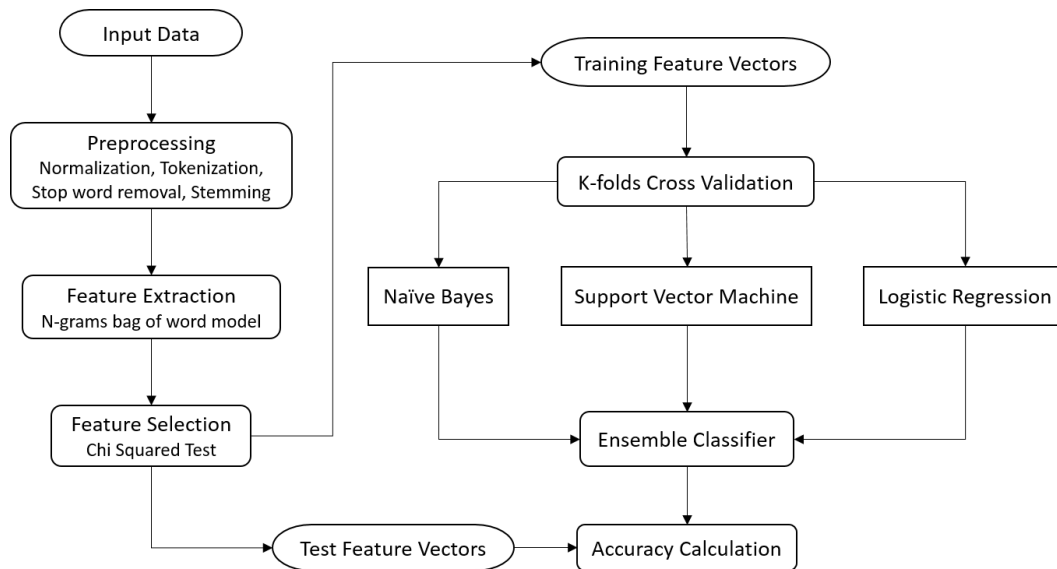 Input Data
Preprocessing
Normalization, Tokenization,
Stop word removal, Stemming
Feature Extraction
N-grams bag of word model
Feature Selection
Chi Squared Test
Training Feature Vectors
K-folds Cross Validation
Naïve Bayes
Support Vector Machine
Logistic Regression
Ensemble Classifier
Test Feature Vectors
Accuracy Calculation